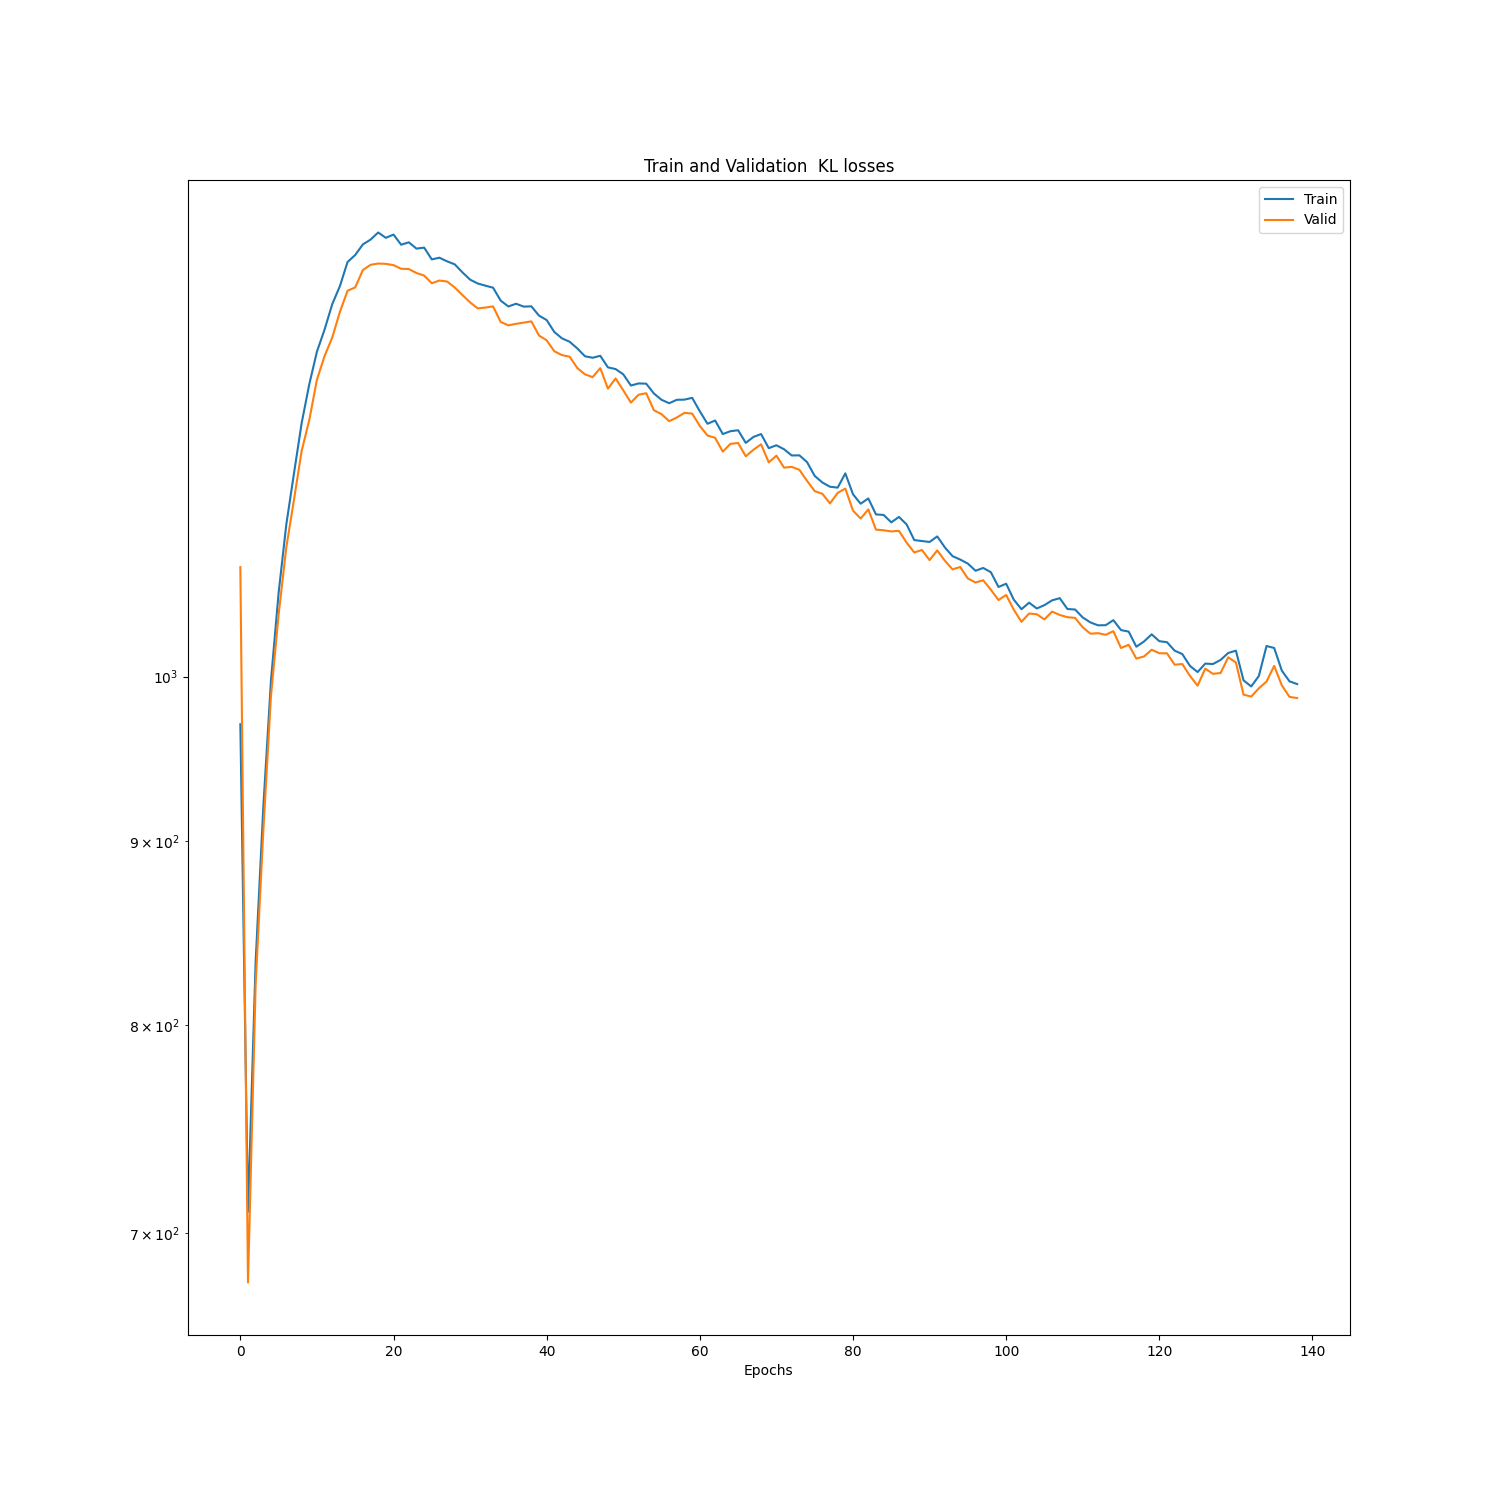 Train and Validation  KL losses
Train
Valid
10³
9 × 10²
8 × 10²
7 × 10²
0 20 40 60 80 100 120 140
Epochs